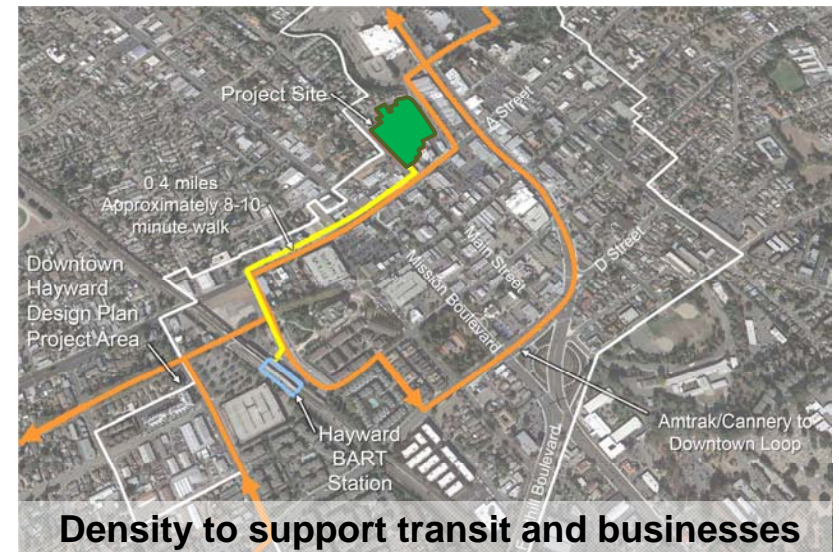 Project Site
A Street
0.4 miles
Approximately 8-10
minute walk
Main Street
D Street
Mission Boulevard
Downtown
Hayward
Design Plan
Project Area
Amtrak/Cannery to
Downtown Loop
Hayward
BART
Station
Boulevard
Density to support transit and businesses